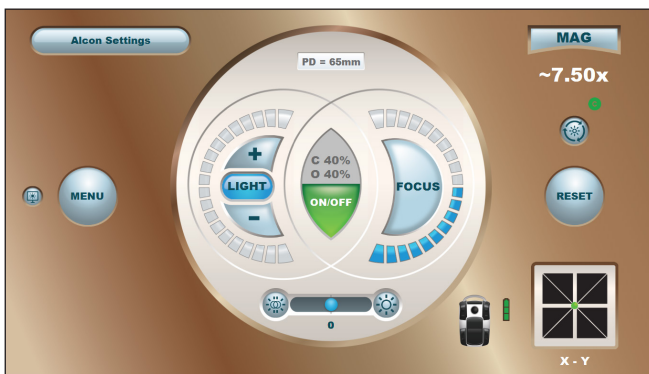 Alcon Settings
MAG
PD = 65mm
~7.50x
+
C 40%
O 40%
LIGHT
FOCUS
ON/OFF
MENU
RESET
-
0
X - Y